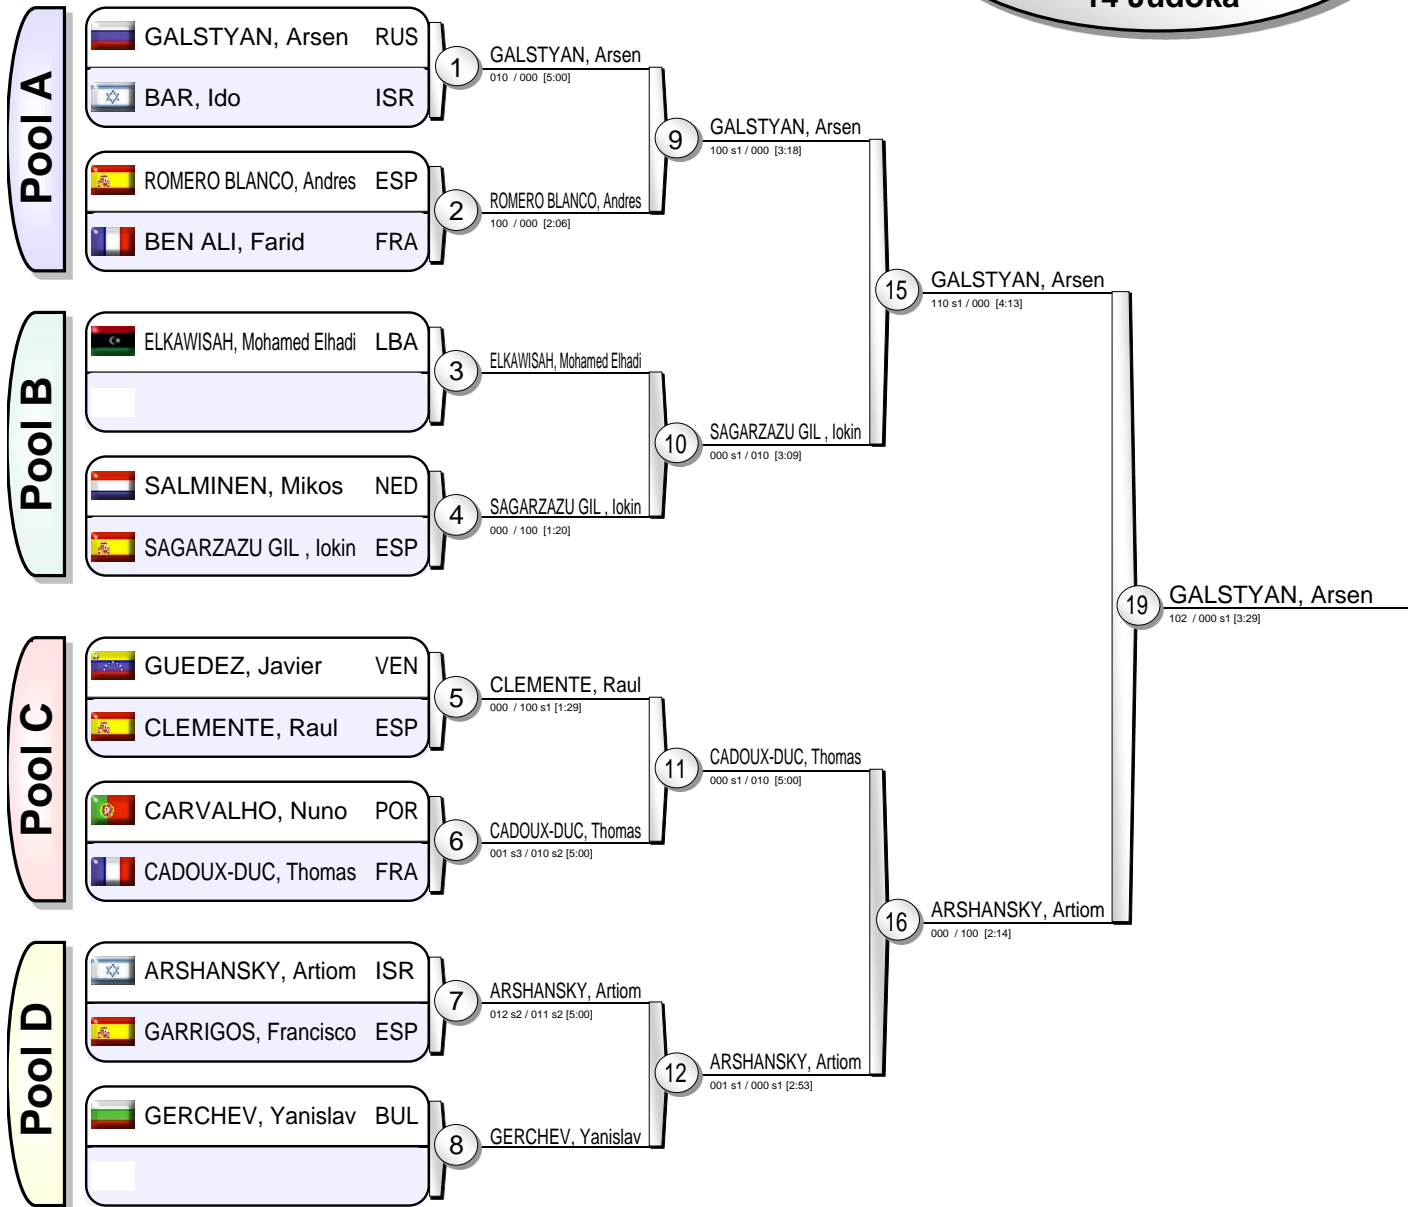 14 Judoka
Pool A
GALSTYAN, Arsen RUS
BAR, Ido ISR
1
GALSTYAN, Arsen
010 / 000 [5:00]
ROMERO BLANCO, Andres ESP
BEN ALI, Farid FRA
2
ROMERO BLANCO, Andres
100 / 000 [2:06]
9
GALSTYAN, Arsen
100 s1 / 000 [3:18]
Pool B
ELKAWISAH, Mohamed Elhadi LBA
3
ELKAWISAH, Mohamed Elhadi
SALMINEN, Mikos NED
SAGARZAZU GIL , Iokin ESP
4
SAGARZAZU GIL , Iokin
000 / 100 [1:20]
10
SAGARZAZU GIL , Iokin
000 s1 / 010 [3:09]
15
GALSTYAN, Arsen
110 s1 / 000 [4:13]
Pool C
GUEDEZ, Javier VEN
CLEMENTE, Raul ESP
5
CLEMENTE, Raul
000 / 100 s1 [1:29]
CARVALHO, Nuno POR
CADOUX-DUC, Thomas FRA
6
CADOUX-DUC, Thomas
001 s3 / 010 s2 [5:00]
11
CADOUX-DUC, Thomas
000 s1 / 010 [5:00]
Pool D
ARSHANSKY, Artiom ISR
GARRIGOS, Francisco ESP
7
ARSHANSKY, Artiom
012 s2 / 011 s2 [5:00]
GERCHEV, Yanislav BUL
8
GERCHEV, Yanislav
12
ARSHANSKY, Artiom
001 s1 / 000 s1 [2:53]
16
ARSHANSKY, Artiom
000 / 100 [2:14]
19
GALSTYAN, Arsen
102 / 000 s1 [3:29]